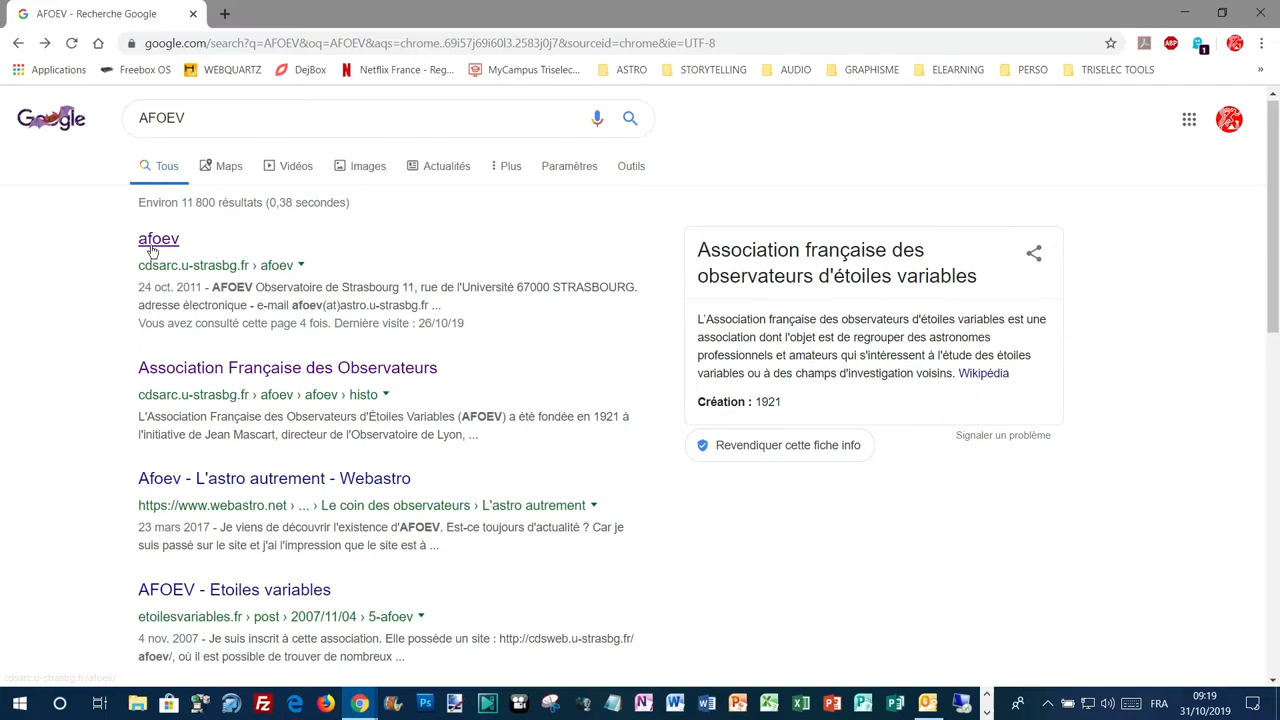 AFOEV - Recherche Google
google.com/search?q=AFOEV&oq=AFOEV&aqs=chrome..69i57j69i60l3.2583j0j7&sourceid=chrome&ie=UTF-8
Applications Freebox OS WEBQUARTZ DejBox Netflix France - Reg... MyCampus Triselec... ASTRO STORYTELLING AUDIO GRAPHISME ELEARNING PERSO TRISELEC TOOLS »
Google AFOEV
Tous Maps Vidéos Images Actualités Plus Paramètres Outils
Environ 11 800 résultats (0,38 secondes)
afoev
cdsarc.u-strasbg.fr › afoev
24 oct. 2011 - AFOEV Observatoire de Strasbourg 11, rue de l'Université 67000 STRASBOURG.
adresse électronique - e-mail afoev(at)astro.u-strasbg.fr ...
Vous avez consulté cette page 4 fois. Dernière visite : 26/10/19
Association Française des Observateurs
cdsarc.u-strasbg.fr › afoev › afoev › histo
L'Association Française des Observateurs d'Étoiles Variables (AFOEV) a été fondée en 1921 à
l'initiative de Jean Mascart, directeur de l'Observatoire de Lyon, ...
Afoev - L'astro autrement - Webastro
https://www.webastro.net › ... › Le coin des observateurs › L'astro autrement
23 mars 2017 - Je viens de découvrir l'existence d'AFOEV. Est-ce toujours d'actualité ? Car je
suis passé sur le site et j'ai l'impression que le site est à ...
AFOEV - Etoiles variables
etoilesvariables.fr › post › 2007/11/04 › 5-afoev
4 nov. 2007 - Je suis inscrit à cette association. Elle possède un site : http://cdsweb.u-strasbg.fr/
afoev/, où il est possible de trouver de nombreux ...
Association française des
observateurs d'étoiles variables
L'Association française des observateurs d'étoiles variables est une
association dont l'objet est de regrouper des astronomes
professionnels et amateurs qui s'intéressent à l'étude des étoiles
variables ou à des champs d'investigation voisins. Wikipédia
Création : 1921
Signaler un problème
Revendiquer cette fiche info
cdsarc.u-strasbg.fr/afoev/
FRA
09:19
31/10/2019